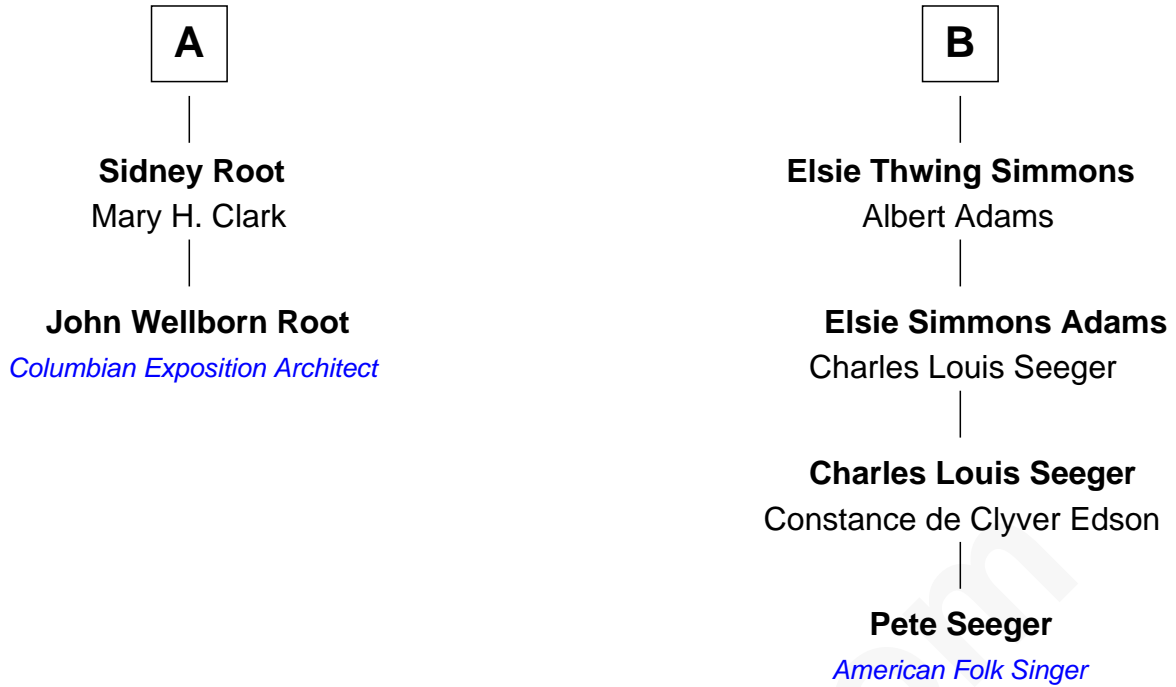 A
Sidney Root
Mary H. Clark
John Wellborn Root
Columbian Exposition Architect
B
Elsie Thwing Simmons
Albert Adams
Elsie Simmons Adams
Charles Louis Seeger
Charles Louis Seeger
Constance de Clyver Edson
Pete Seeger
American Folk Singer